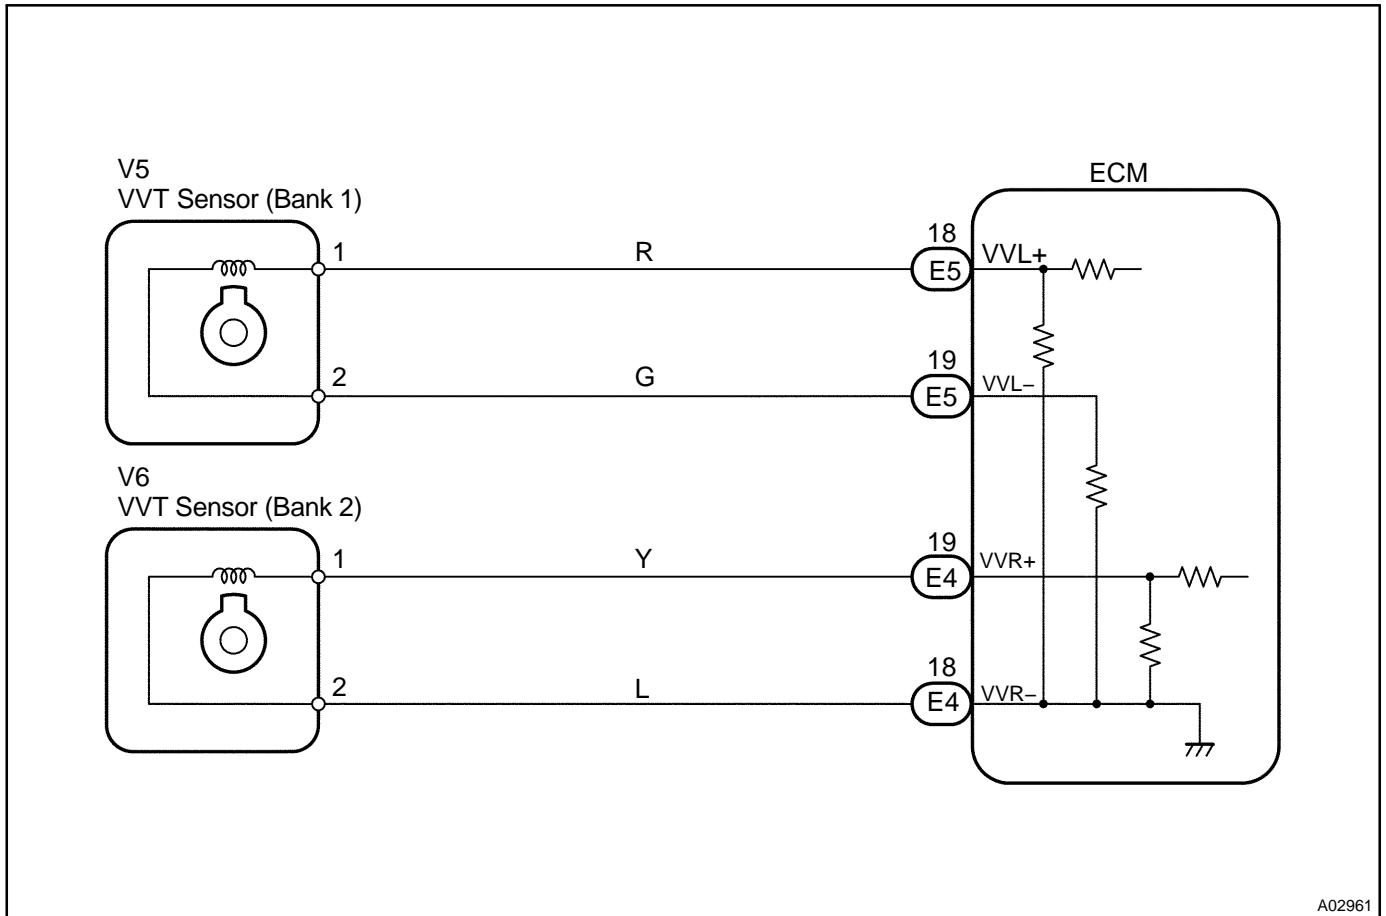 V5
VVT Sensor (Bank 1)
ECM
1
R
18
E5
VVL+
2
G
19
E5
VVL–
V6
VVT Sensor (Bank 2)
1
Y
19
E4
VVR+
2
L
18
E4
VVR–
A02961